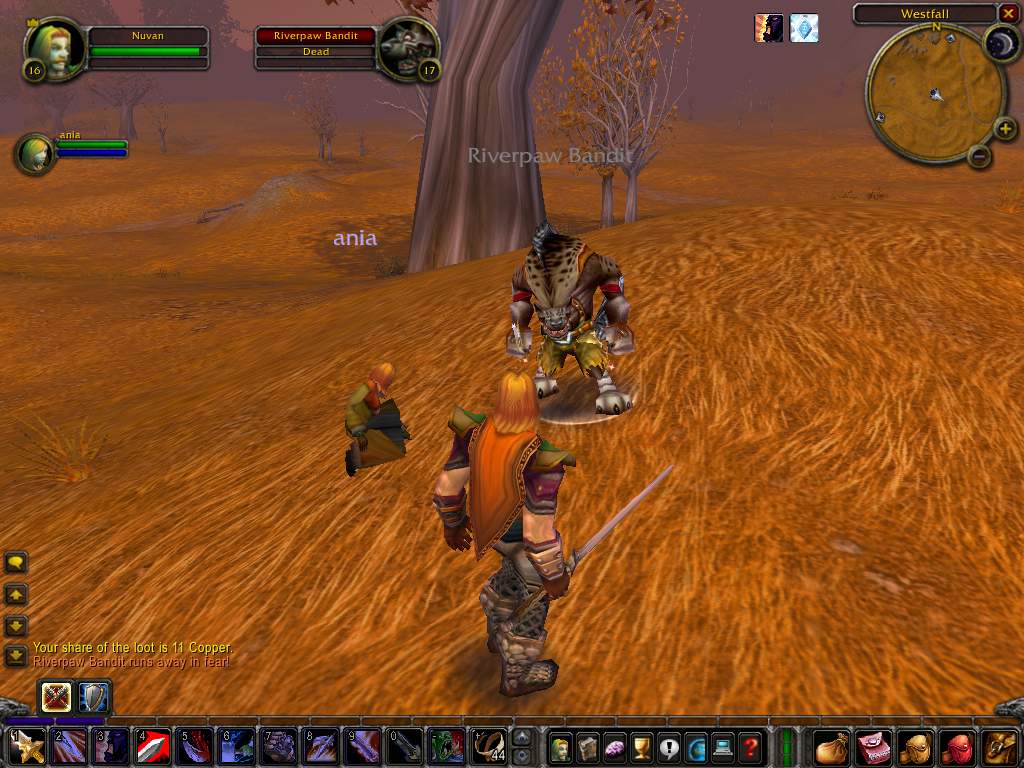 Nuvan
16
Riverpaw Bandit
Dead
17
Westfall
N
ania
Riverpaw Bandit
ania
Your share of the loot is 11 Copper.
Riverpaw Bandit runs away in fear!
1 2 3 4 5 6 7 8 9 0 - =
44